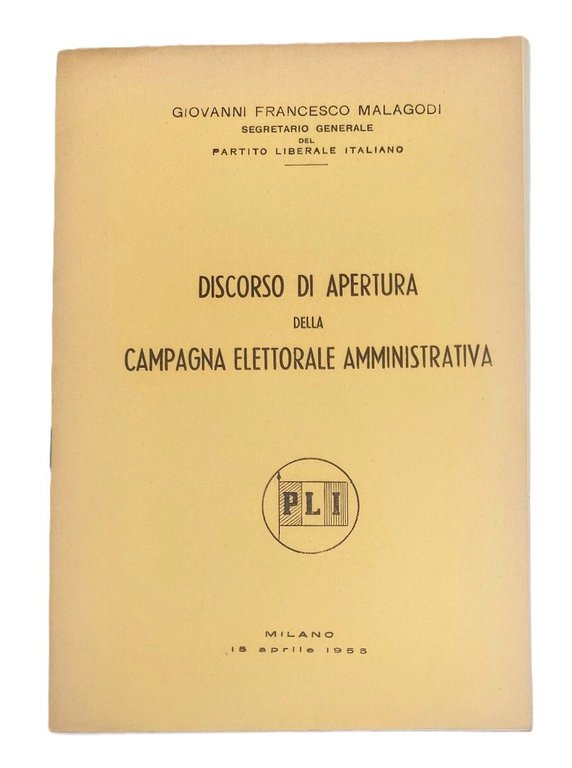 GIOVANNI FRANCESCO MALAGODI
SEGRETARIO GENERALE
DEL
PARTITO LIBERALE ITALIANO
DISCORSO DI APERTURA
DELLA
CAMPAGNA ELETTORALE AMMINISTRATIVA
PLI
MILANO
15 aprile